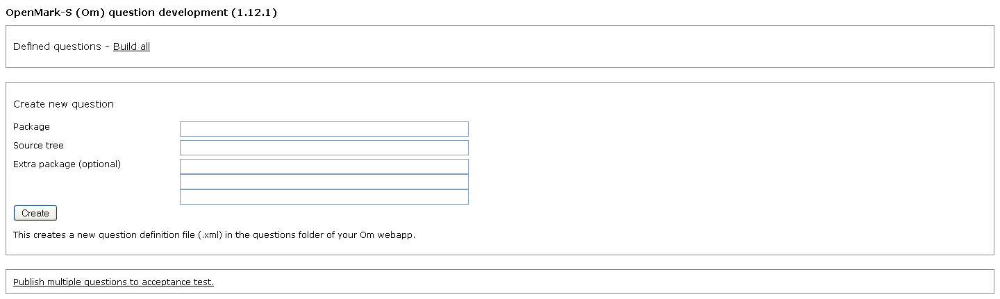 OpenMark-S (Om) question development (1.12.1)
Defined questions - Build all
Create new question
Package
Source tree
Extra package (optional)
Create
This creates a new question definition file (.xml) in the questions folder of your Om webapp.
Publish multiple questions to acceptance test.